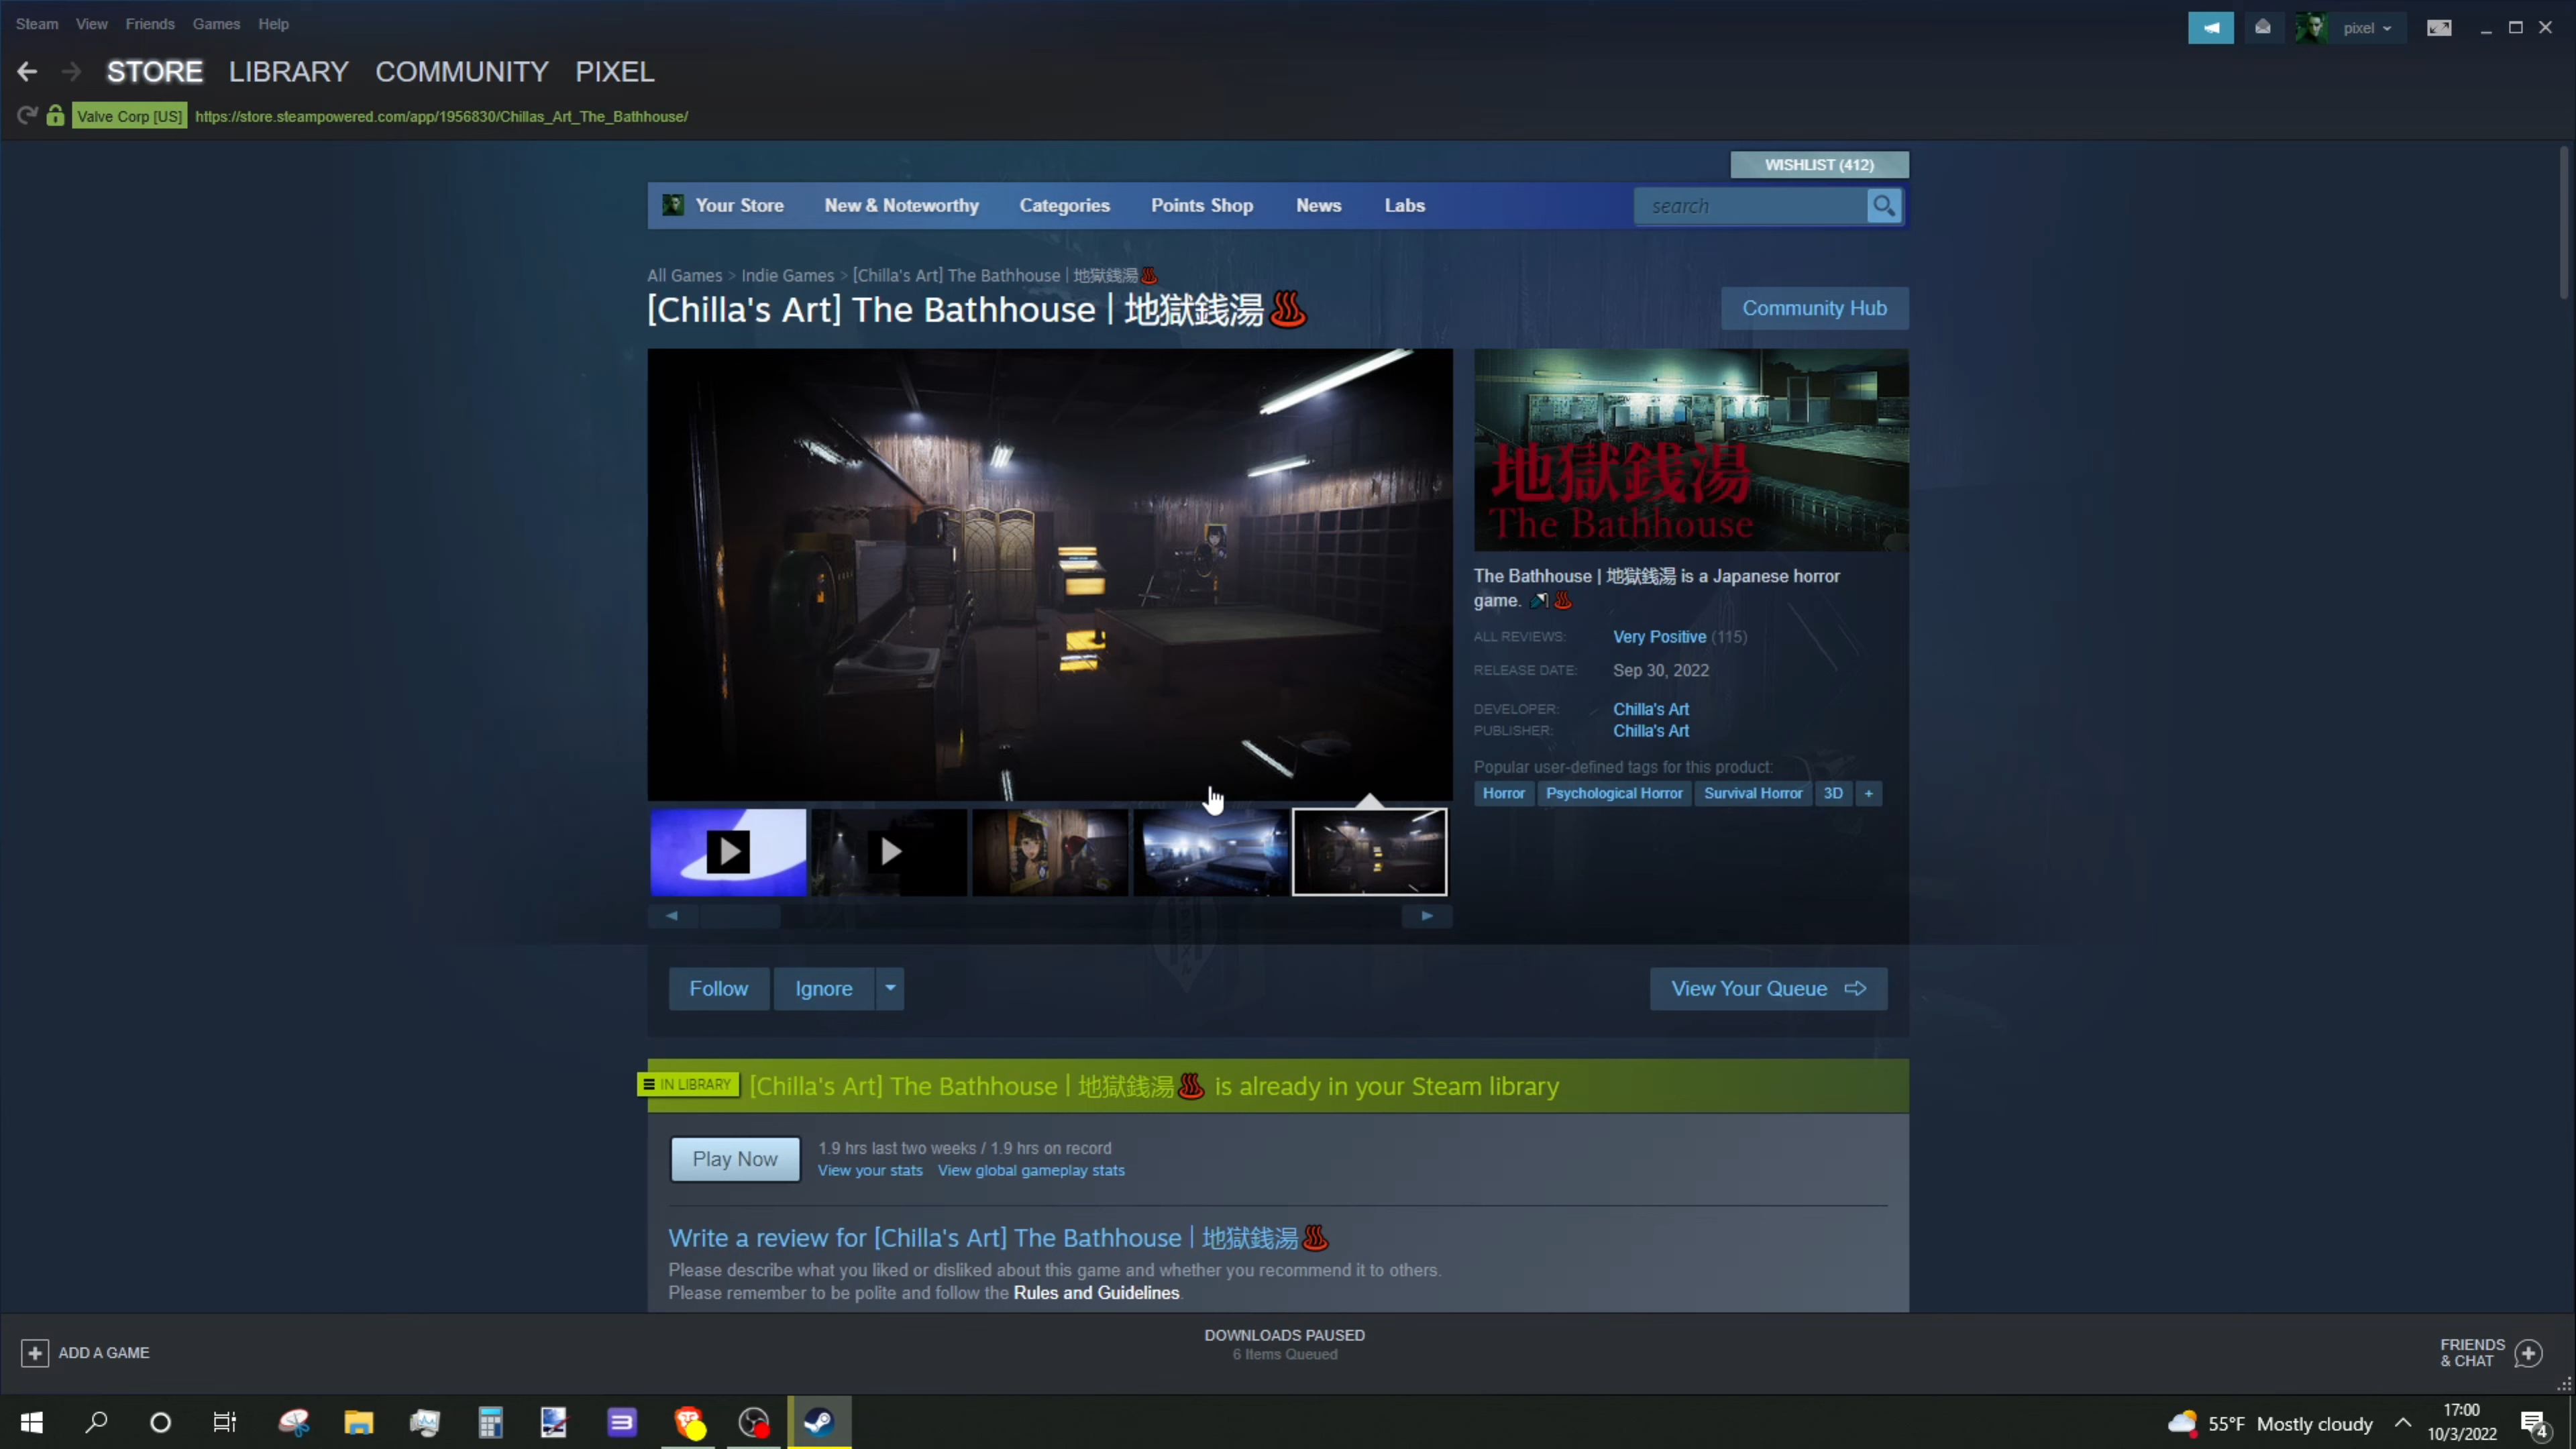 Steam View Friends Games Help
pixel
STORE LIBRARY COMMUNITY PIXEL
Valve Corp [US] https://store.steampowered.com/app/1956830/Chillas_Art_The_Bathhouse/
WISHLIST (412)
Your Store New & Noteworthy Categories Points Shop News Labs search
All Games > Indie Games > [Chilla's Art] The Bathhouse | 地獄銭湯♨
[Chilla's Art] The Bathhouse | 地獄銭湯♨
Community Hub
地獄銭湯
The Bathhouse
The Bathhouse | 地獄銭湯 is a Japanese horror
game.
ALL REVIEWS: Very Positive (115)
RELEASE DATE: Sep 30, 2022
DEVELOPER: Chilla's Art
PUBLISHER: Chilla's Art
Popular user-defined tags for this product:
Horror Psychological Horror Survival Horror 3D +
Follow Ignore View Your Queue
IN LIBRARY [Chilla's Art] The Bathhouse | 地獄銭湯♨ is already in your Steam library
Play Now
1.9 hrs last two weeks / 1.9 hrs on record
View your stats View global gameplay stats
Write a review for [Chilla's Art] The Bathhouse | 地獄銭湯♨
Please describe what you liked or disliked about this game and whether you recommend it to others.
Please remember to be polite and follow the Rules and Guidelines.
ADD A GAME
DOWNLOADS PAUSED
6 Items Queued
FRIENDS
& CHAT
55°F Mostly cloudy
17:00
10/3/2022
4